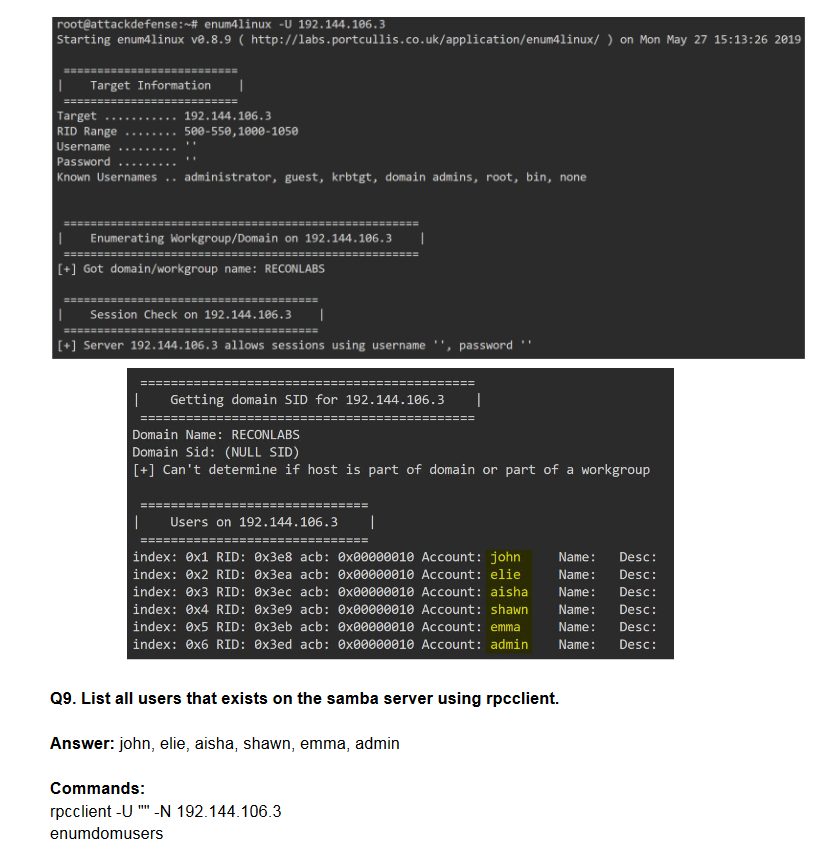 root@attackdefense:~# enum4linux -U 192.144.106.3
Starting enum4linux v0.8.9 ( http://labs.portcullis.co.uk/application/enum4linux/ ) on Mon May 27 15:13:26 2019
==========================
|    Target Information    |
==========================
Target ........... 192.144.106.3
RID Range ........ 500-550,1000-1050
Username ......... ''
Password ......... ''
Known Usernames .. administrator, guest, krbtgt, domain admins, root, bin, none
=====================================================
|    Enumerating Workgroup/Domain on 192.144.106.3    |
=====================================================
[+] Got domain/workgroup name: RECONLABS
======================================
|    Session Check on 192.144.106.3    |
======================================
[+] Server 192.144.106.3 allows sessions using username '', password ''
============================================
|    Getting domain SID for 192.144.106.3    |
============================================
Domain Name: RECONLABS
Domain Sid: (NULL SID)
[+] Can't determine if host is part of domain or part of a workgroup
==============================
|    Users on 192.144.106.3    |
==============================
index: 0x1 RID: 0x3e8 acb: 0x00000010 Account: john Name: Desc:
index: 0x2 RID: 0x3ea acb: 0x00000010 Account: elie Name: Desc:
index: 0x3 RID: 0x3ec acb: 0x00000010 Account: aisha Name: Desc:
index: 0x4 RID: 0x3e9 acb: 0x00000010 Account: shawn Name: Desc:
index: 0x5 RID: 0x3eb acb: 0x00000010 Account: emma Name: Desc:
index: 0x6 RID: 0x3ed acb: 0x00000010 Account: admin Name: Desc:
Q9. List all users that exists on the samba server using rpcclient.
Answer: john, elie, aisha, shawn, emma, admin
Commands:
rpcclient -U "" -N 192.144.106.3
enumdomusers